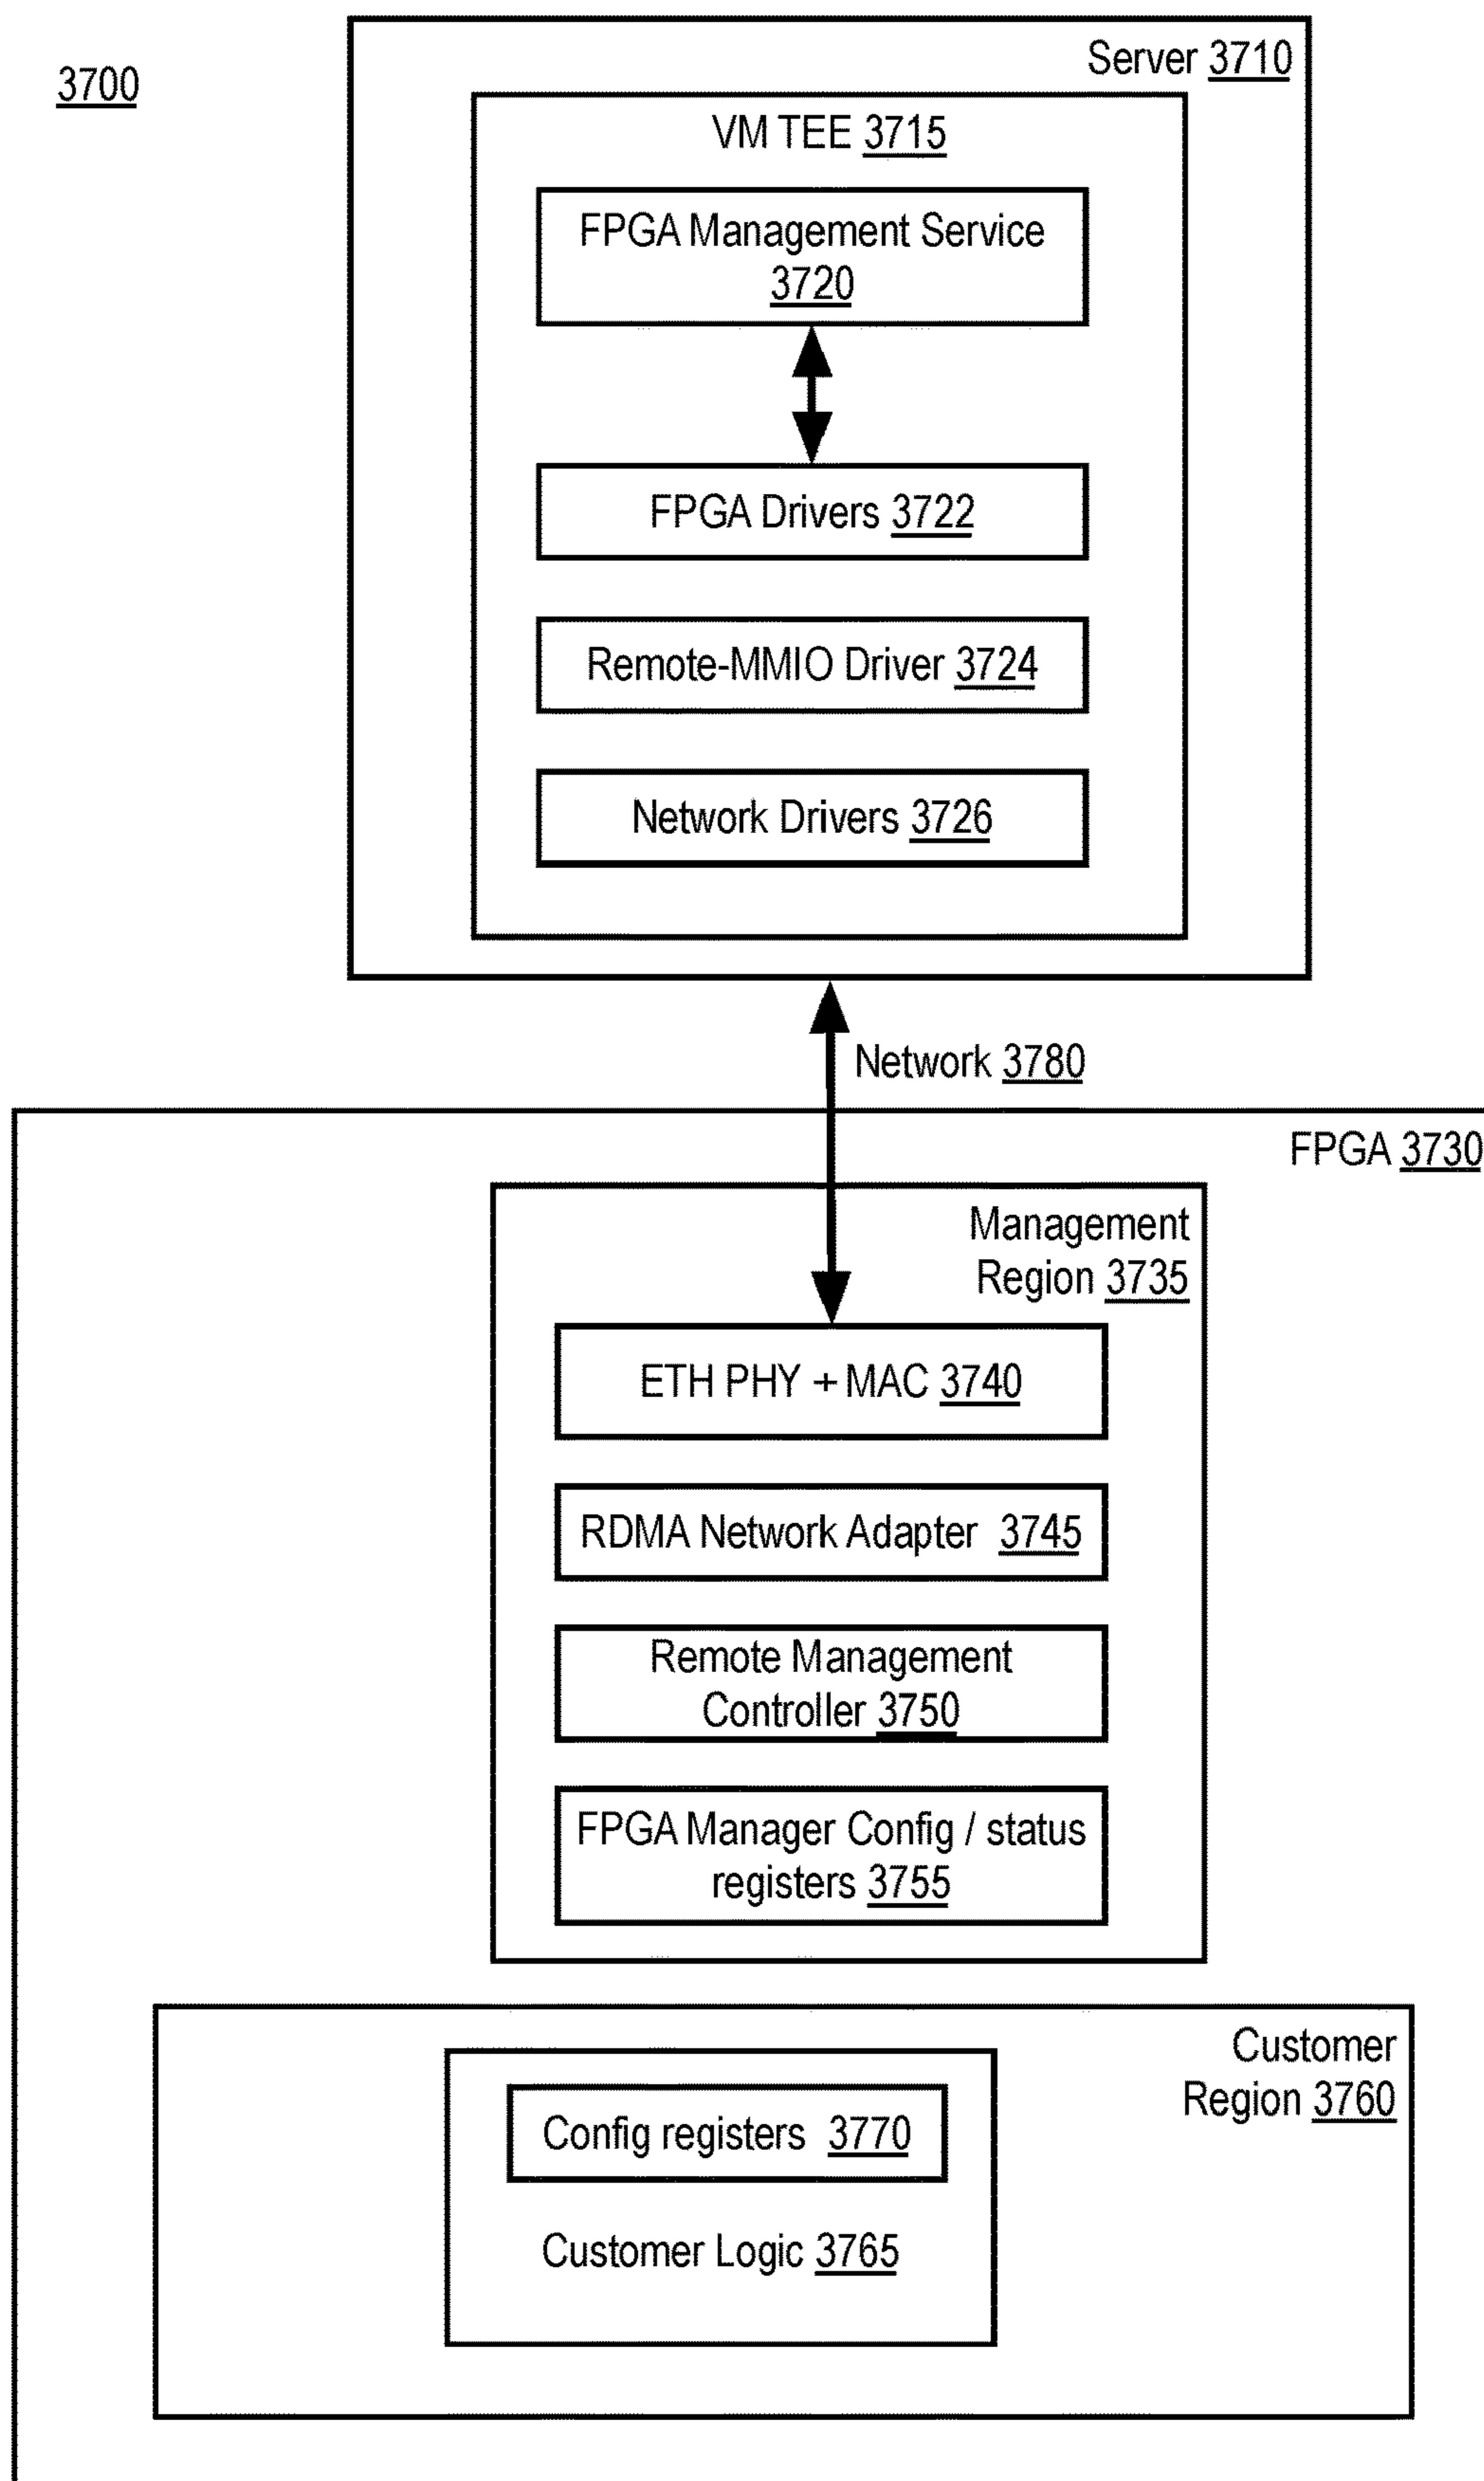 3700
Server 3710
VM TEE 3715
FPGA Management Service
3720
FPGA Drivers 3722
Remote-MMIO Driver 3724
Network Drivers 3726
Network 3780
FPGA 3730
Management
Region 3735
ETH PHY + MAC 3740
RDMA Network Adapter 3745
Remote Management
Controller 3750
FPGA Manager Config / status
registers 3755
Customer
Region 3760
Config registers 3770
Customer Logic 3765